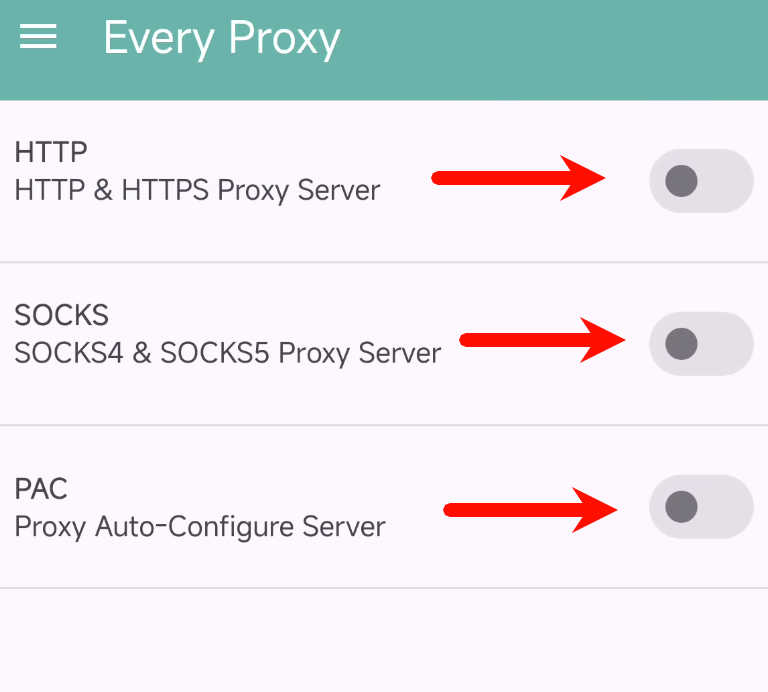 Every Proxy
HTTP
HTTP & HTTPS Proxy Server
SOCKS
SOCKS4 & SOCKS5 Proxy Server
PAC
Proxy Auto-Configure Server